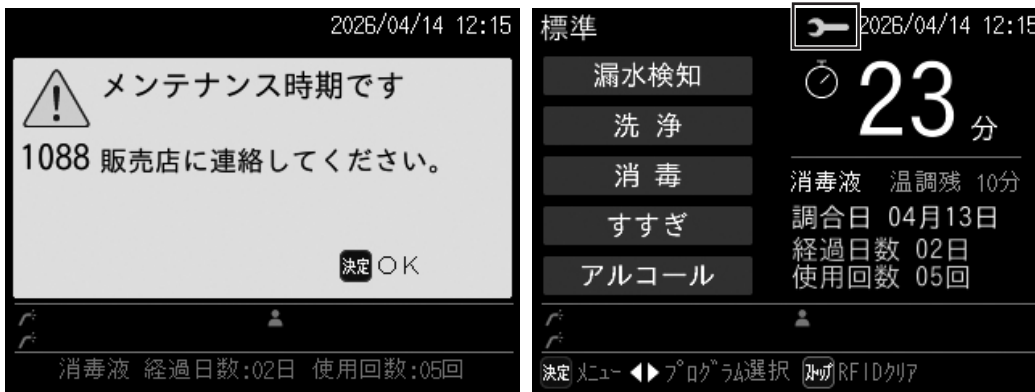 2026/04/14 12:15
メンテナンス時期です
1088 販売店に連絡してください。
決定 OK
消毒液 経過日数:02日 使用回数:05回
標準 2026/04/14 12:15
漏水検知
洗 浄
消 毒
すすぎ
アルコール
23分
消毒液 温調残 10分
調合日 04月13日
経過日数 02日
使用回数 05回
決定 メニュー ◀▶プログラム選択 ストップ RFIDクリア